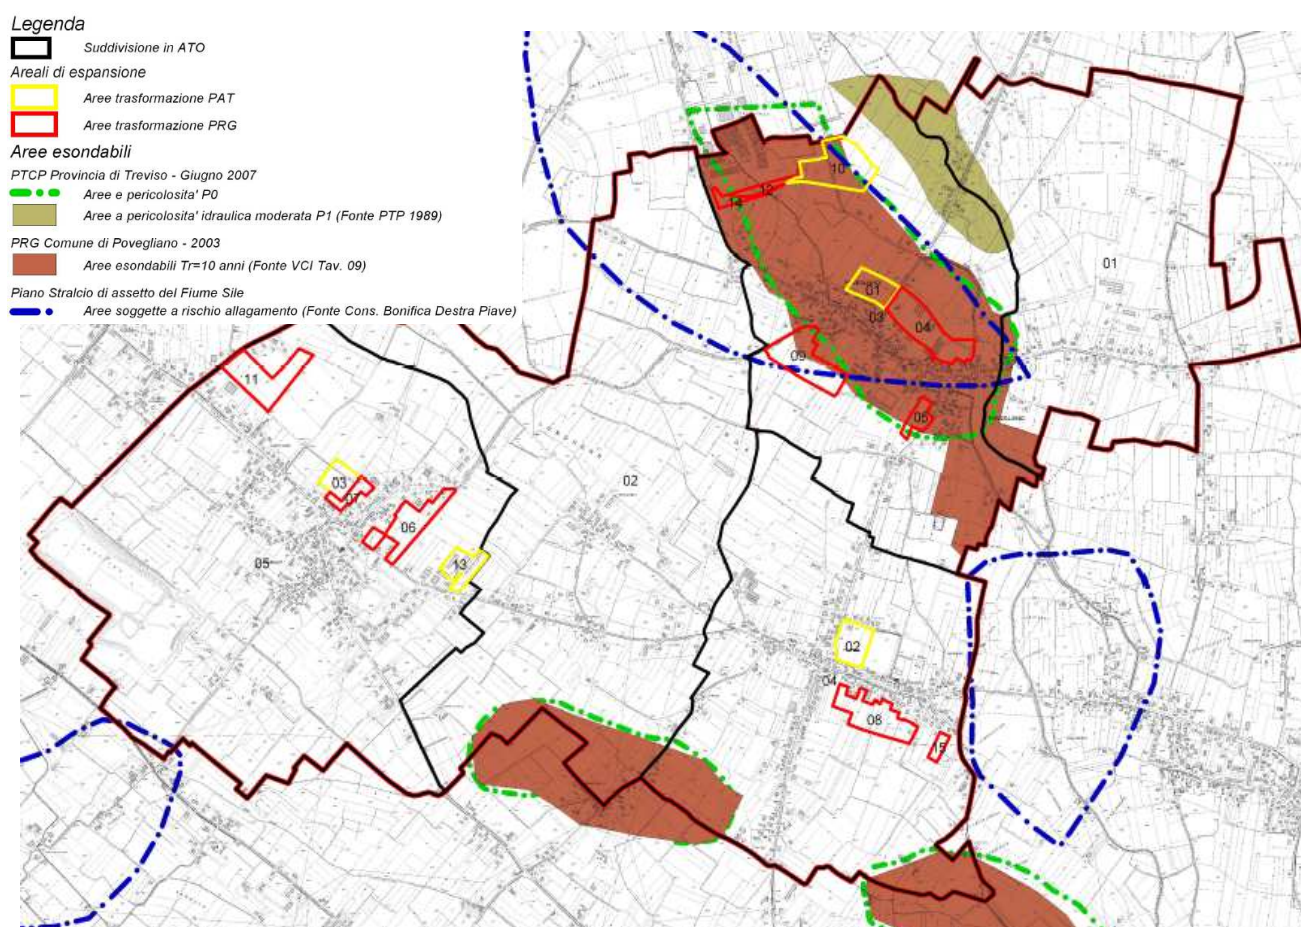 Legenda
Suddivisione in ATO
Areali di espansione
Aree trasformazione PAT
Aree trasformazione PRG
Aree esondabili
PTCP Provincia di Treviso - Giugno 2007
Aree e pericolosita' P0
Aree a pericolosita' idraulica moderata P1 (Fonte PTP 1989)
PRG Comune di Povegliano - 2003
Aree esondabili Tr=10 anni (Fonte VCI Tav. 09)
Piano Stralcio di assetto del Fiume Sile
Aree soggette a rischio allagamento (Fonte Cons. Bonifica Destra Piave)
10
12
14
01
01
03
04
09
11
05
03
07
02
06
05
13
02
04
08
15